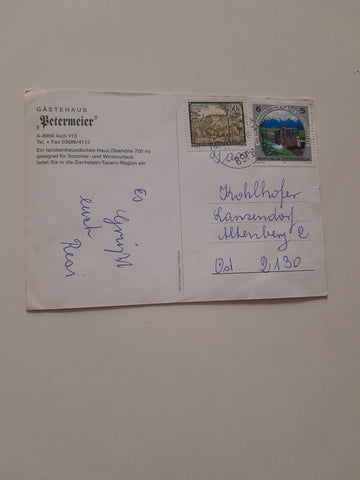 GÄSTEHAUS
"Petermeier"
A-8966 Aich 113
Tel. + Fax 03686/4112
Ein familienfreundliches Haus (Seehöhe 700 m)
geeignet für Sommer- und Winterurlaub
ladet Sie in die Dachstein-Tauern-Region ein
Es
grüßt
euch
Resi
REPUBLIK ÖSTERREICH
Krohlhofer
Lanzendorf
Altenberg 2
Ost. 2130